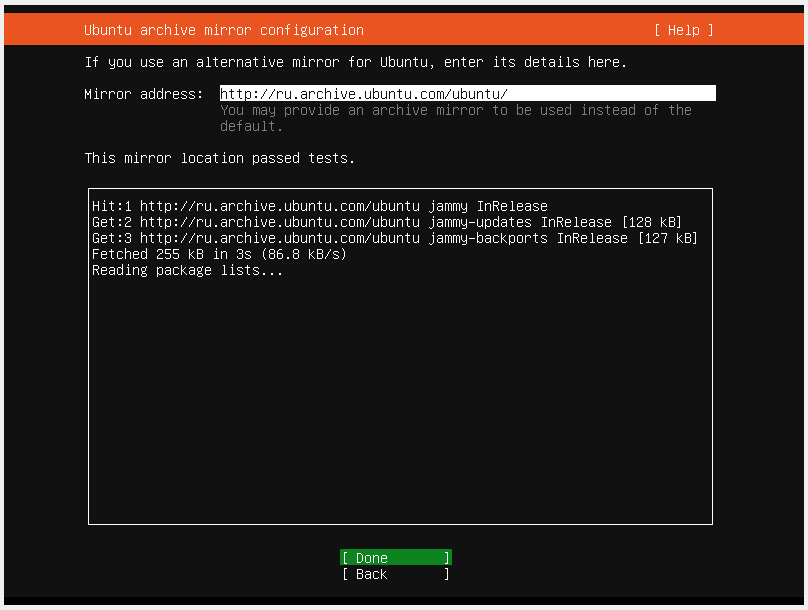 Ubuntu archive mirror configuration [ Help ]
If you use an alternative mirror for Ubuntu, enter its details here.
Mirror address: http://ru.archive.ubuntu.com/ubuntu/
You may provide an archive mirror to be used instead of the
default.
This mirror location passed tests.
Hit:1 http://ru.archive.ubuntu.com/ubuntu jammy InRelease
Get:2 http://ru.archive.ubuntu.com/ubuntu jammy-updates InRelease [128 kB]
Get:3 http://ru.archive.ubuntu.com/ubuntu jammy-backports InRelease [127 kB]
Fetched 255 kB in 3s (86.8 kB/s)
Reading package lists...
[ Done ]
[ Back ]